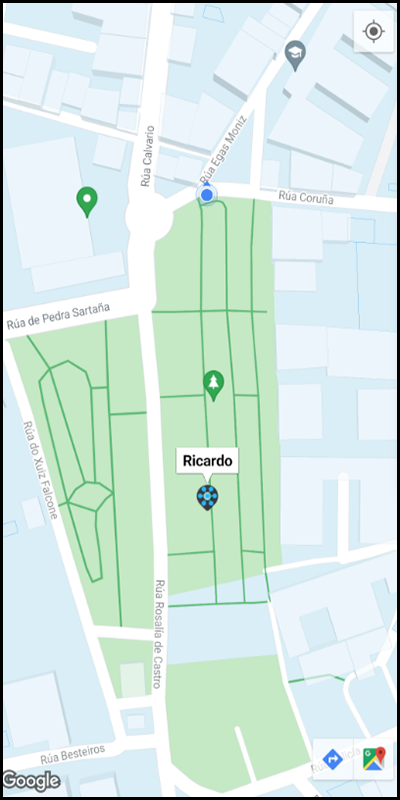 Rúa Calvario
Rúa Egas Moniz
Rúa Coruña
Rúa de Pedra Sartaña
Rúa do Xuiz Falcone
Ricardo
Rúa Rosalía de Castro
Rúa Besteiros
Google